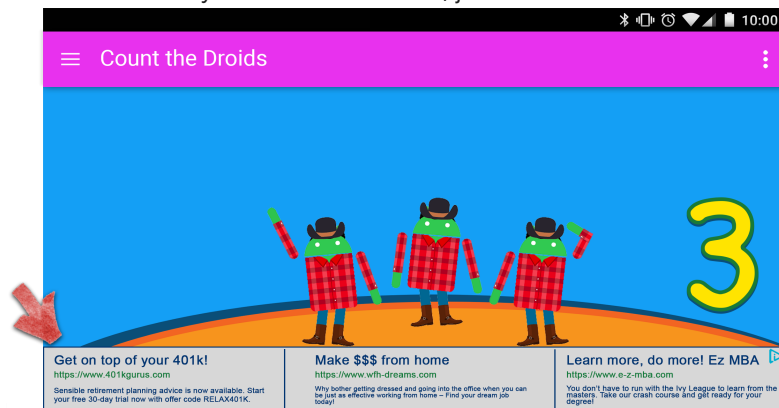 10:00
Count the Droids
3
Get on top of your 401k!
https://www.401kgurus.com
Sensible retirement planning advice is now available. Start
your free 30-day trial now with offer code RELAX401K.
Make $$$ from home
https://www.wfh-dreams.com
Why bother getting dressed and going into the office when you can
be just as effective working from home – Find your dream job
today!
Learn more, do more! Ez MBA
https://www.e-z-mba.com
You don't have to run with the Ivy League to learn from the
masters. Take our crash course and get ready for your
degree!